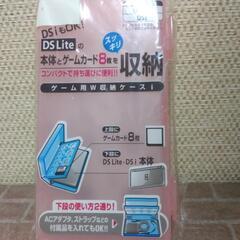 DSiもOK!
DS Liteの
本体とゲームカード8枚を
スッキリ
収納
コンパクトで持ち運びに便利!!
ゲーム用W収納ケースi
上段に
ゲームカード8枚
下段に
DS Lite・DSi 本体
下段の使い方2通り!
ACアダプタ、ストラップなどの
付属品を入れてもOK!!